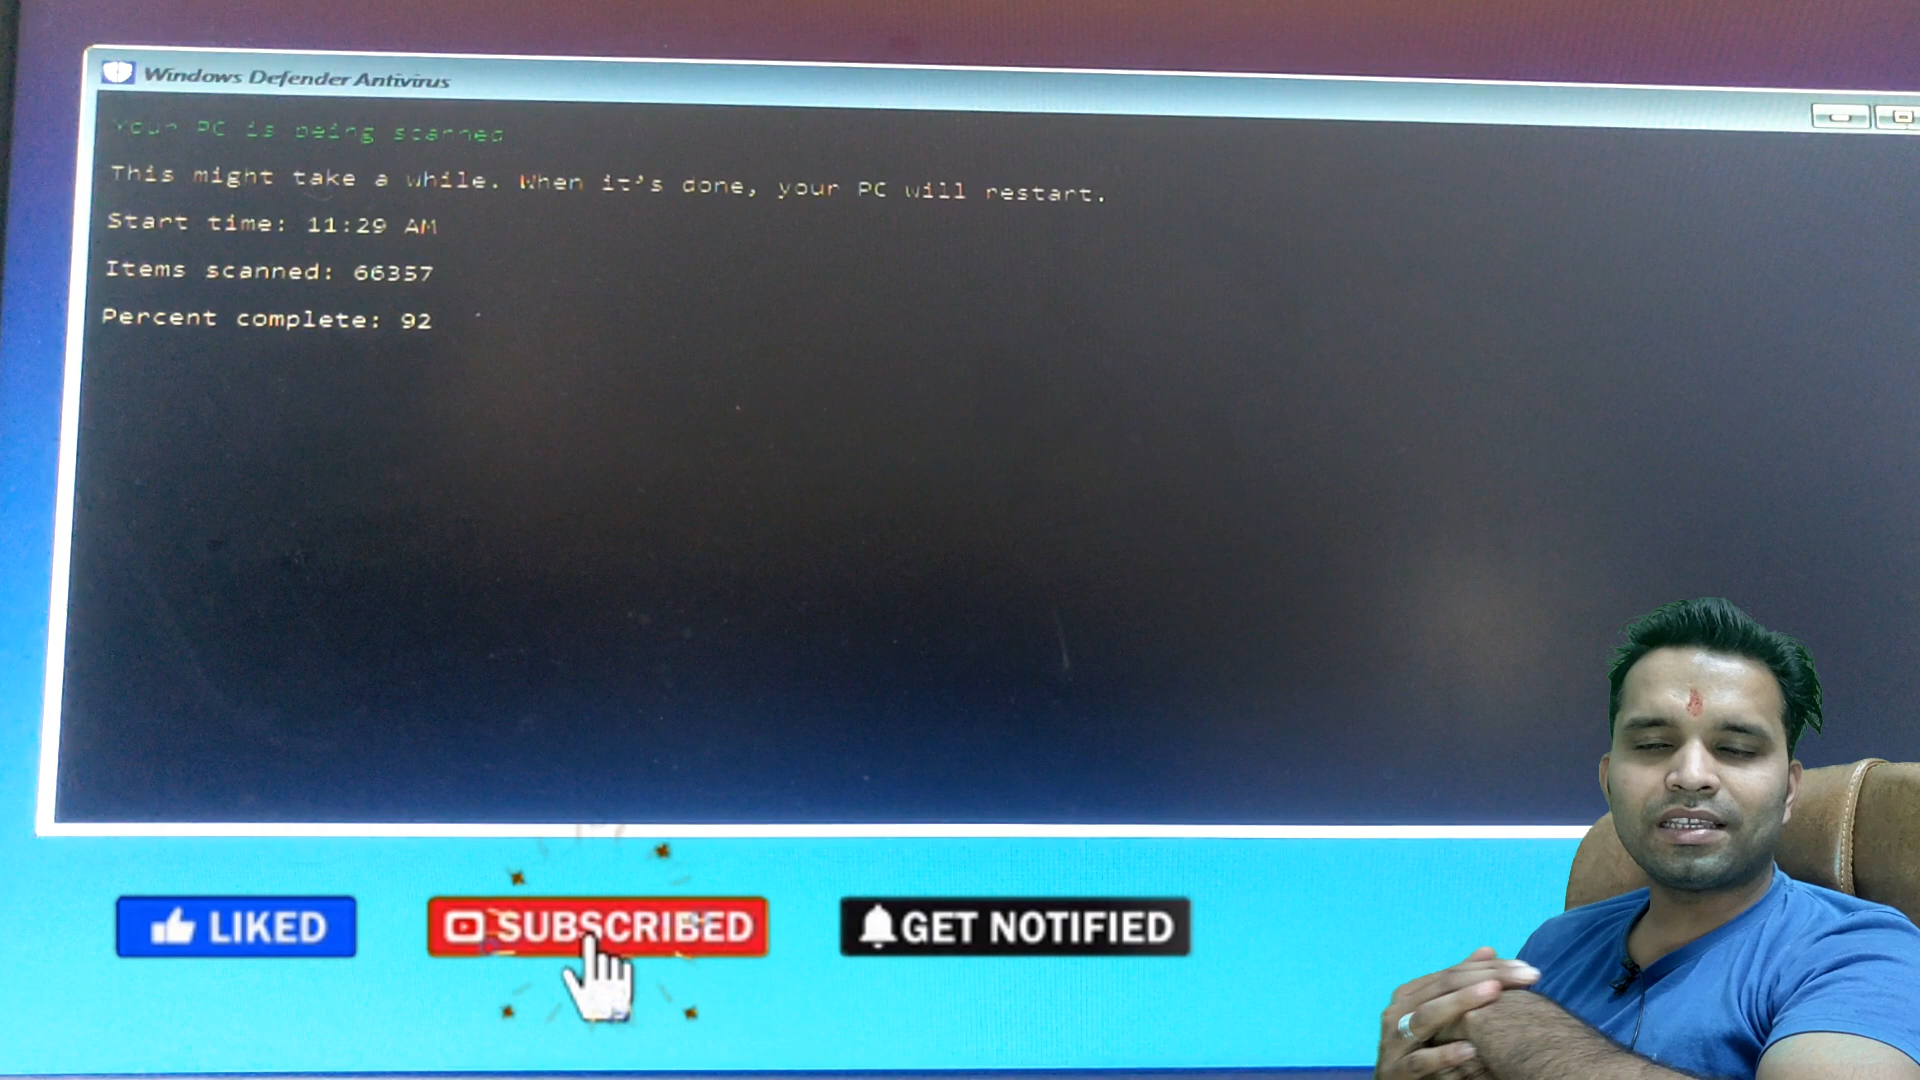 Windows Defender Antivirus
Your PC is being scanned
This might take a while. When it's done, your PC will restart.
Start time: 11:29 AM
Items scanned: 66357
Percent complete: 92
LIKED
SUBSCRIBED
GET NOTIFIED